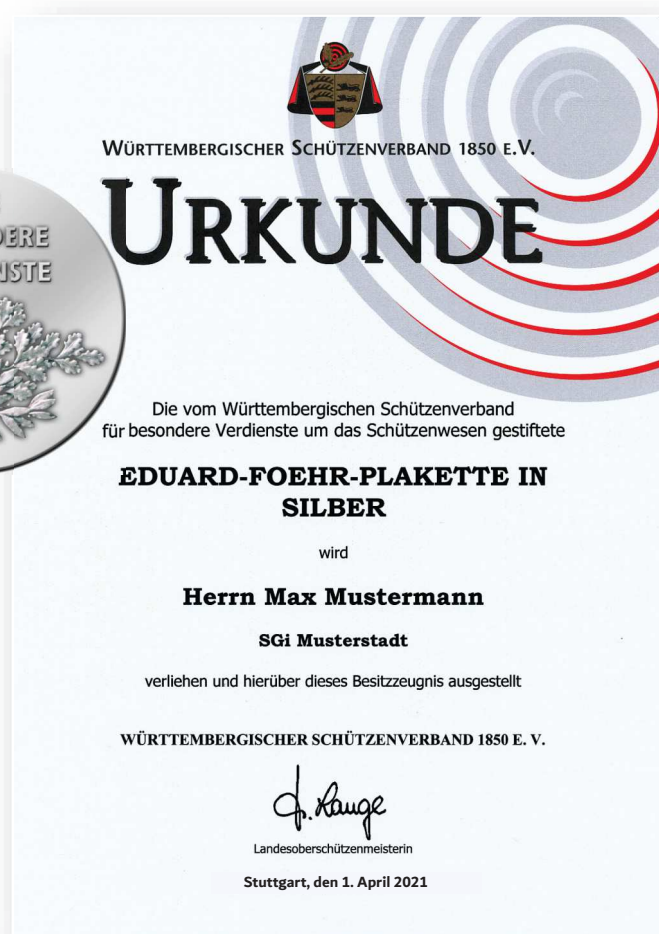 WÜRTTEMBERGISCHER SCHÜTZENVERBAND 1850 E.V.
URKUNDE
Die vom Württembergischen Schützenverband
für besondere Verdienste um das Schützenwesen gestiftete
EDUARD-FOEHR-PLAKETTE IN
SILBER
wird
Herrn Max Mustermann
SGi Musterstadt
verliehen und hierüber dieses Besitzzeugnis ausgestellt
WÜRTTEMBERGISCHER SCHÜTZENVERBAND 1850 E. V.
Landesoberschützenmeisterin
Stuttgart, den 1. April 2021